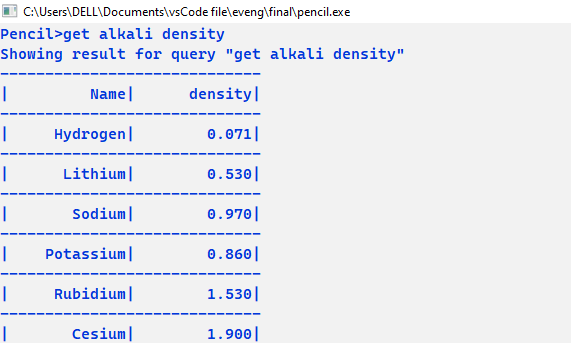 C:\Users\DELL\Documents\vsCode file\eveng\final\pencil.exe
Pencil>get alkali density
Showing result for query "get alkali density"
-----------------------------
|         Name|      density|
-----------------------------
|     Hydrogen|        0.071|
-----------------------------
|      Lithium|        0.530|
-----------------------------
|       Sodium|        0.970|
-----------------------------
|    Potassium|        0.860|
-----------------------------
|     Rubidium|        1.530|
-----------------------------
|       Cesium|        1.900|